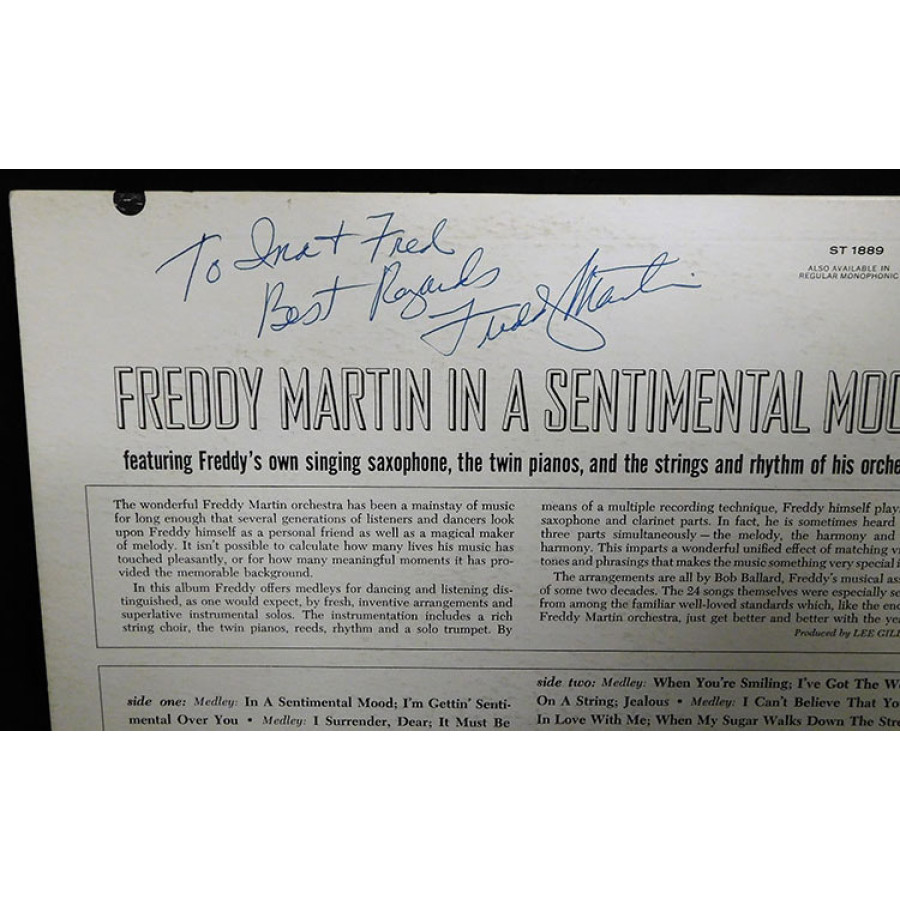 To Ina + Fred
Best Regards
Freddy Martin
ST 1889
ALSO AVAILABLE IN
REGULAR MONOPHONIC
FREDDY MARTIN IN A SENTIMENTAL MOO
featuring Freddy's own singing saxophone, the twin pianos, and the strings and rhythm of his orche
The wonderful Freddy Martin orchestra has been a mainstay of music
for long enough that several generations of listeners and dancers look
upon Freddy himself as a personal friend as well as a magical maker
of melody. It isn't possible to calculate how many lives his music has
touched pleasantly, or for how many meaningful moments it has pro-
vided the memorable background.
In this album Freddy offers medleys for dancing and listening dis-
tinguished, as one would expect, by fresh, inventive arrangements and
superlative instrumental solos. The instrumentation includes a rich
string choir, the twin pianos, reeds, rhythm and a solo trumpet. By
means of a multiple recording technique, Freddy himself play
saxophone and clarinet parts. In fact, he is sometimes heard
three parts simultaneously — the melody, the harmony and
harmony. This imparts a wonderful unified effect of matching v
tones and phrasings that makes the music something very special i
The arrangements are all by Bob Ballard, Freddy's musical as
of some two decades. The 24 songs themselves were especially se
from among the familiar well-loved standards which, like the en
Freddy Martin orchestra, just get better and better with the ye
Produced by LEE GILL
side one: Medley: In A Sentimental Mood; I'm Gettin' Senti-
mental Over You • Medley: I Surrender, Dear; It Must Be
side two: Medley: When You're Smiling; I've Got The W
On A String; Jealous • Medley: I Can't Believe That Yo
In Love With Me; When My Sugar Walks Down The Stre